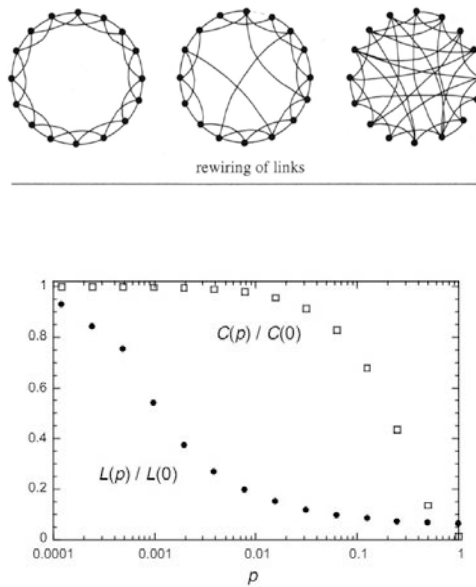 rewiring of links
1
0.8
0.6
0.4
0.2
0
C(p) / C(0)
L(p) / L(0)
0.0001 0.001 0.01 0.1 1
p